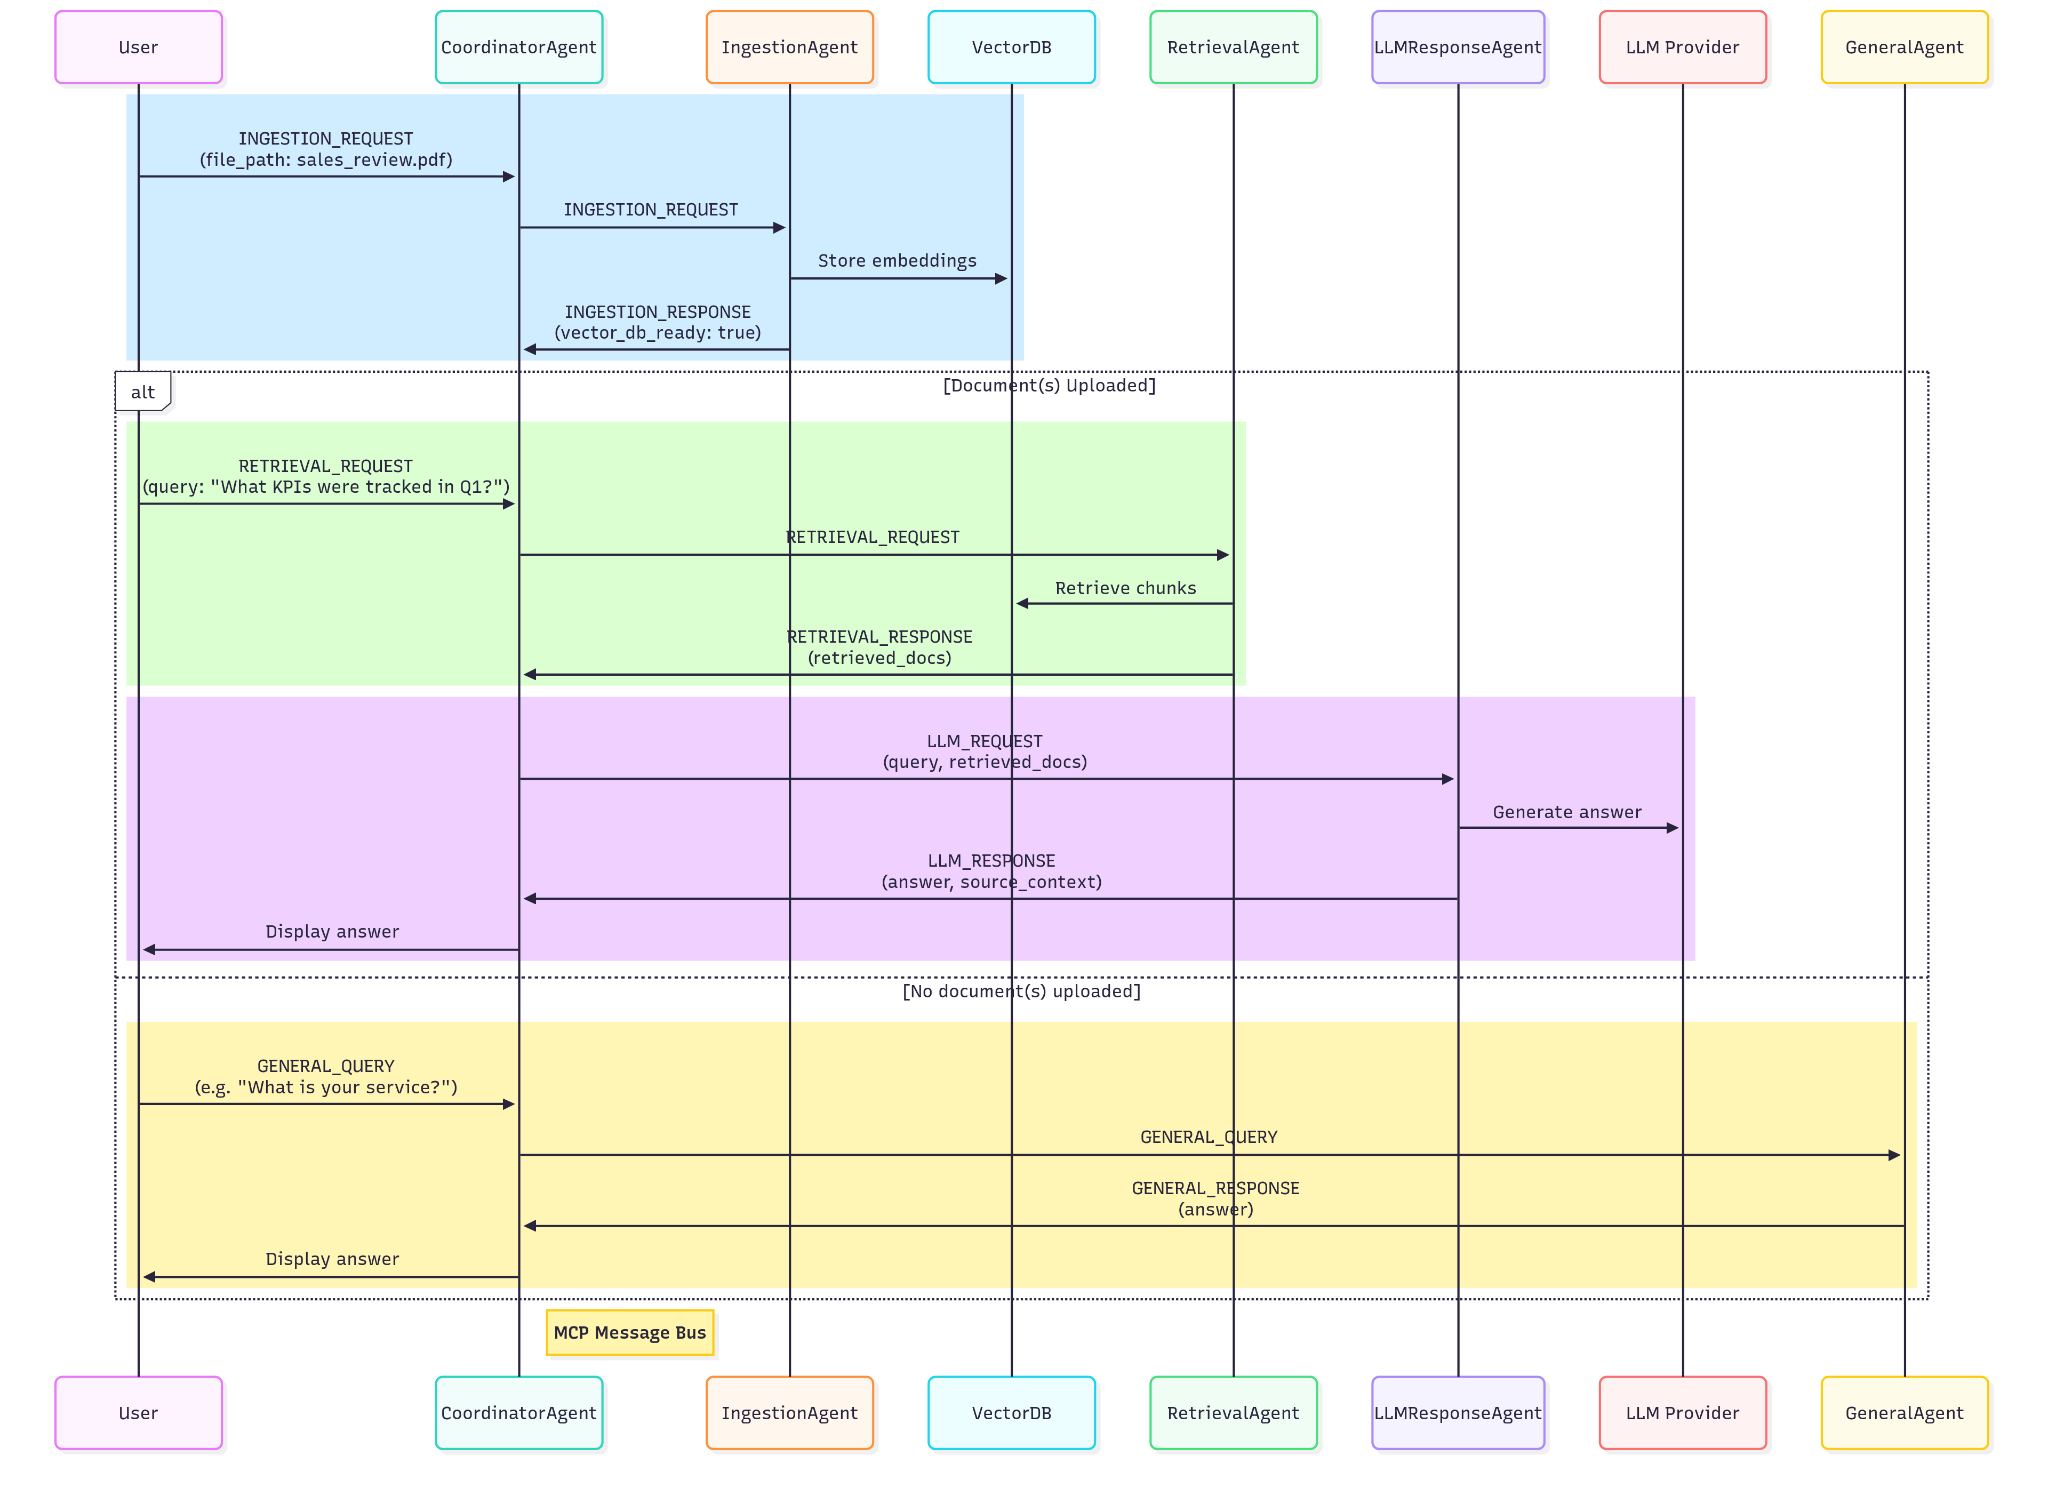 User
CoordinatorAgent
IngestionAgent
VectorDB
RetrievalAgent
LLMResponseAgent
LLM Provider
GeneralAgent
INGESTION_REQUEST
(file_path: sales_review.pdf)
INGESTION_REQUEST
Store embeddings
INGESTION_RESPONSE
(vector_db_ready: true)
alt
[Document(s) Uploaded]
RETRIEVAL_REQUEST
(query: "What KPIs were tracked in Q1?")
RETRIEVAL_REQUEST
Retrieve chunks
RETRIEVAL_RESPONSE
(retrieved_docs)
LLM_REQUEST
(query, retrieved_docs)
Generate answer
LLM_RESPONSE
(answer, source_context)
Display answer
[No document(s) uploaded]
GENERAL_QUERY
(e.g. "What is your service?")
GENERAL_QUERY
GENERAL_RESPONSE
(answer)
Display answer
MCP Message Bus
User
CoordinatorAgent
IngestionAgent
VectorDB
RetrievalAgent
LLMResponseAgent
LLM Provider
GeneralAgent